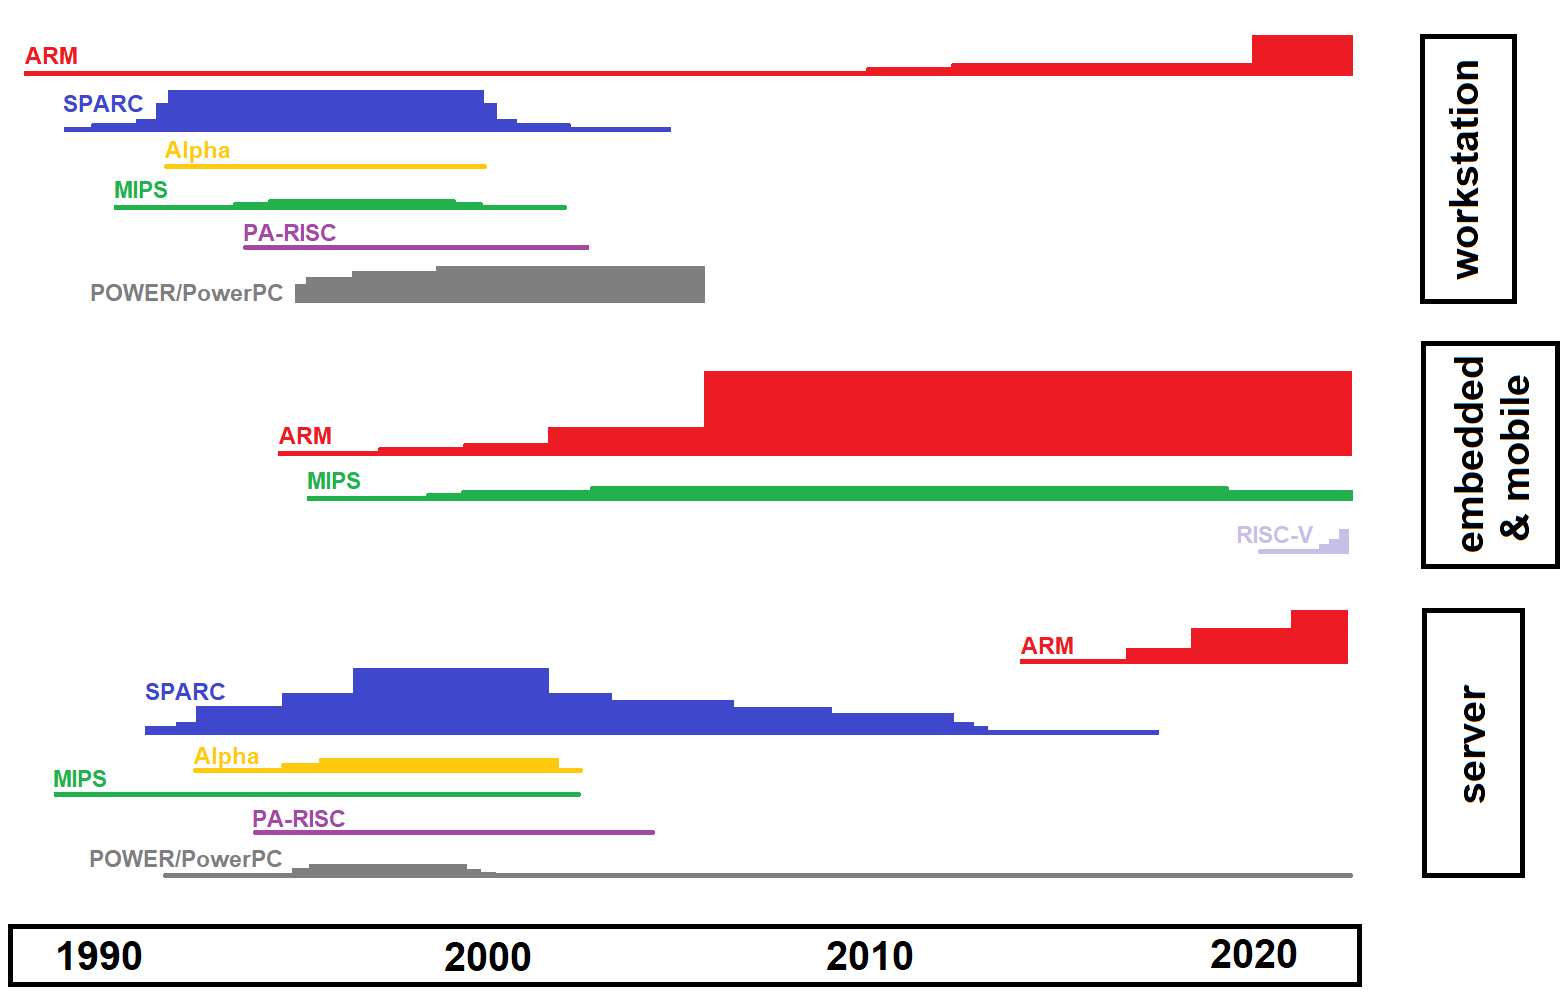 ARM
SPARC
Alpha
MIPS
PA-RISC
POWER/PowerPC
workstation
ARM
MIPS
RISC-V
embedded
& mobile
ARM
SPARC
Alpha
MIPS
PA-RISC
POWER/PowerPC
server
1990 2000 2010 2020